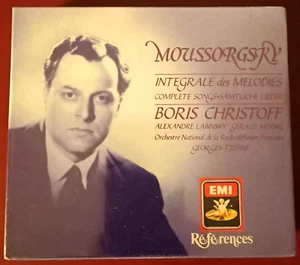 MOUSSORGSKY
INTEGRALE des MELODIES
COMPLETE SONGS•SÄMTLICHE LIEDER
BORIS CHRISTOFF
ALEXANDRE LABINSKY GERALD MOORE
Orchestre National de la Radiodiffusion Française
GEORGES TZIPINE
EMI
Références